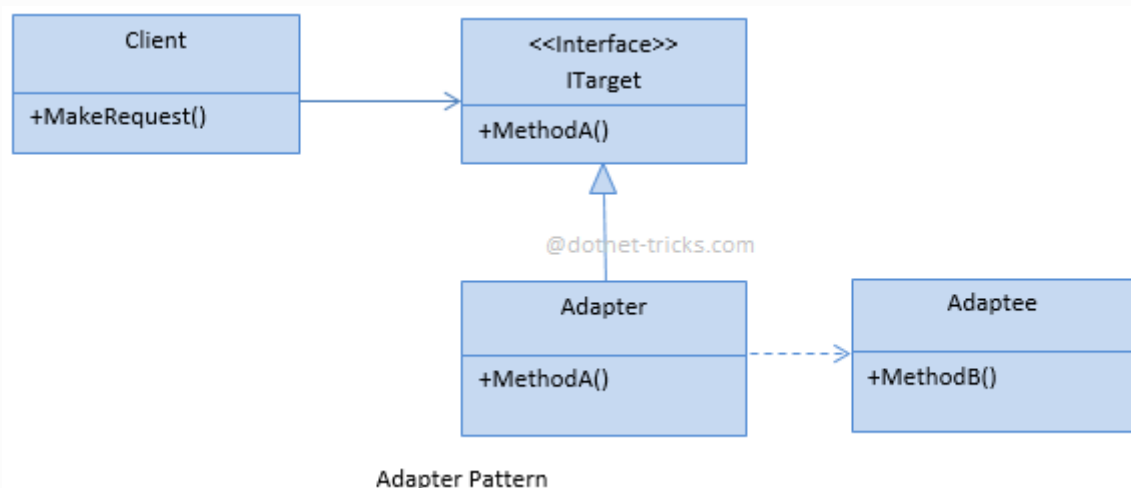 Client
+MakeRequest()
<<Interface>>
ITarget
+MethodA()
@dotnet-tricks.com
Adapter
+MethodA()
Adaptee
+MethodB()
Adapter Pattern